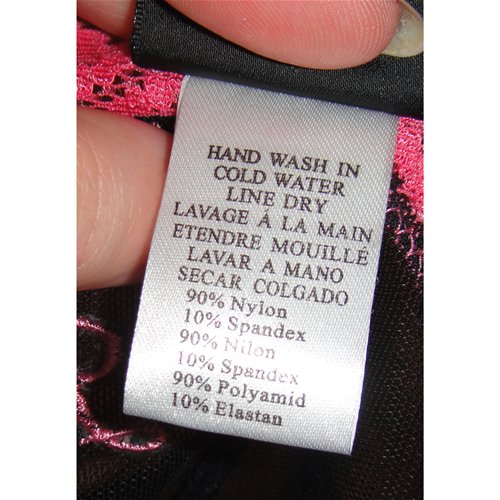 HAND WASH IN
COLD WATER
LINE DRY
LAVAGE À LA MAIN
ETENDRE MOUILLÉ
LAVAR A MANO
SECAR COLGADO
90% Nylon
10% Spandex
90% Nilon
10% Spandex
90% Polyamid
10% Elastan